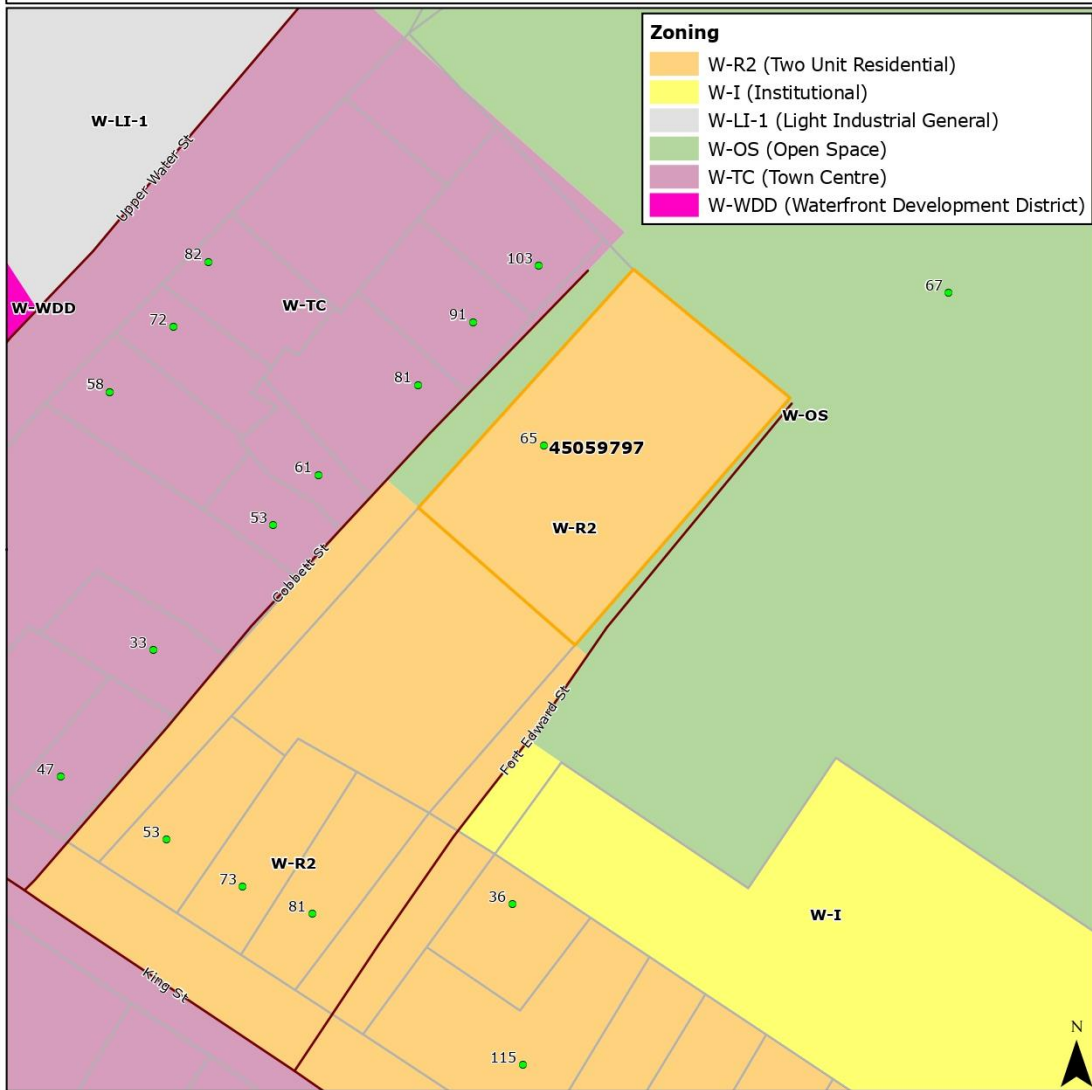 Zoning
W-R2 (Two Unit Residential)
W-I (Institutional)
W-LI-1 (Light Industrial General)
W-OS (Open Space)
W-TC (Town Centre)
W-WDD (Waterfront Development District)
W-LI-1
Upper Water St
82
103
67
W-TC
W-WDD
72
91
58
81
W-OS
65
45059797
61
53
W-R2
Cobbett St
33
Fort Edward St
47
53
W-R2
73
36
81
W-I
King St
N
115